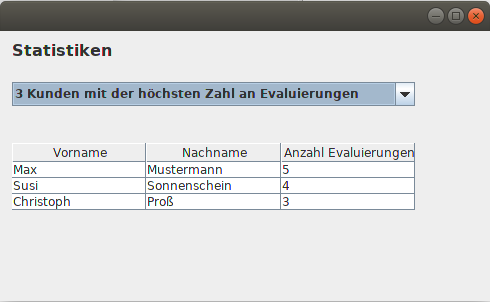 Statistiken
3 Kunden mit der höchsten Zahl an Evaluierungen
Vorname Nachname Anzahl Evaluierungen
Max Mustermann 5
Susi Sonnenschein 4
Christoph Proß 3